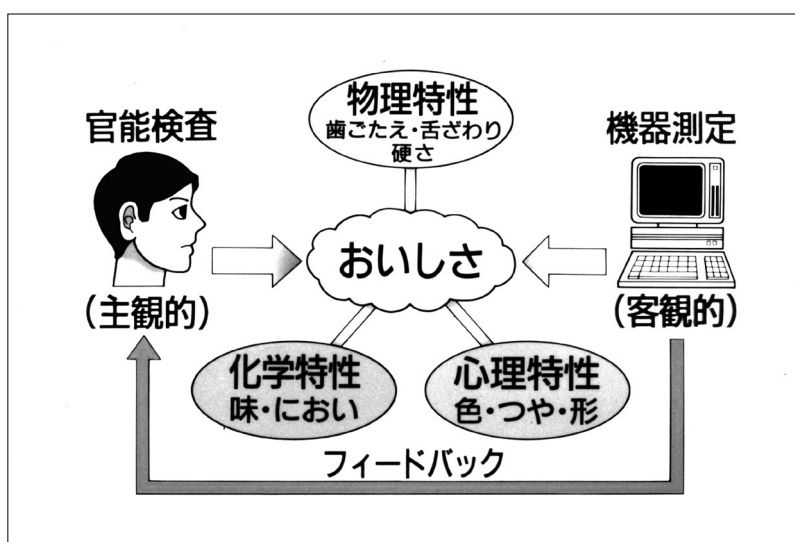 物理特性
歯ごたえ・舌ざわり
硬さ
官能検査
(主観的)
おいしさ
機器測定
(客観的)
化学特性
味・におい
心理特性
色・つや・形
フィードバック